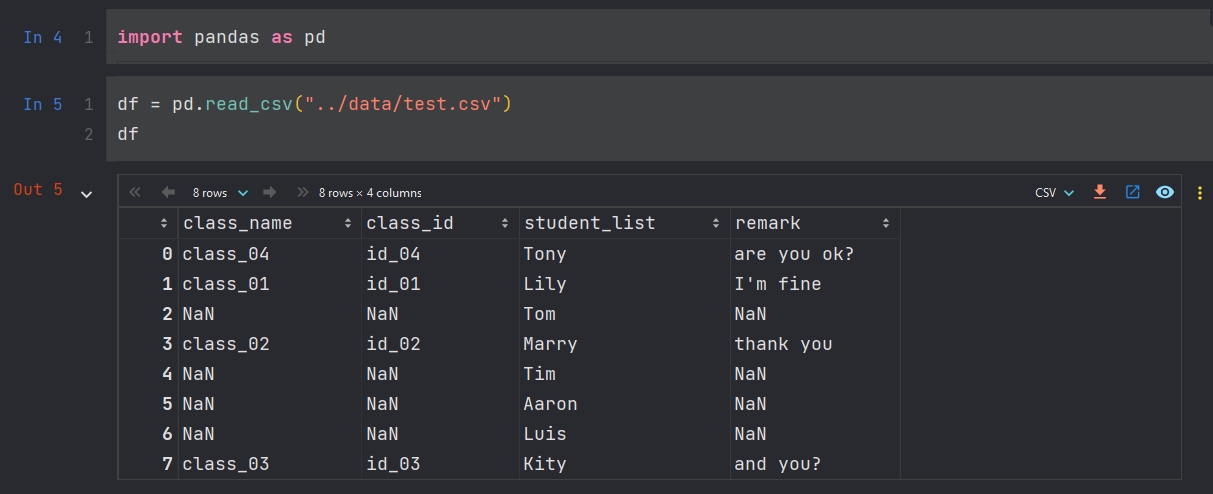 In 4 1 import pandas as pd
In 5 1 df = pd.read_csv("../data/test.csv")
2 df
Out 5 8 rows 8 rows × 4 columns CSV
class_name class_id student_list remark
0 class_04 id_04 Tony are you ok?
1 class_01 id_01 Lily I'm fine
2 NaN NaN Tom NaN
3 class_02 id_02 Marry thank you
4 NaN NaN Tim NaN
5 NaN NaN Aaron NaN
6 NaN NaN Luis NaN
7 class_03 id_03 Kity and you?